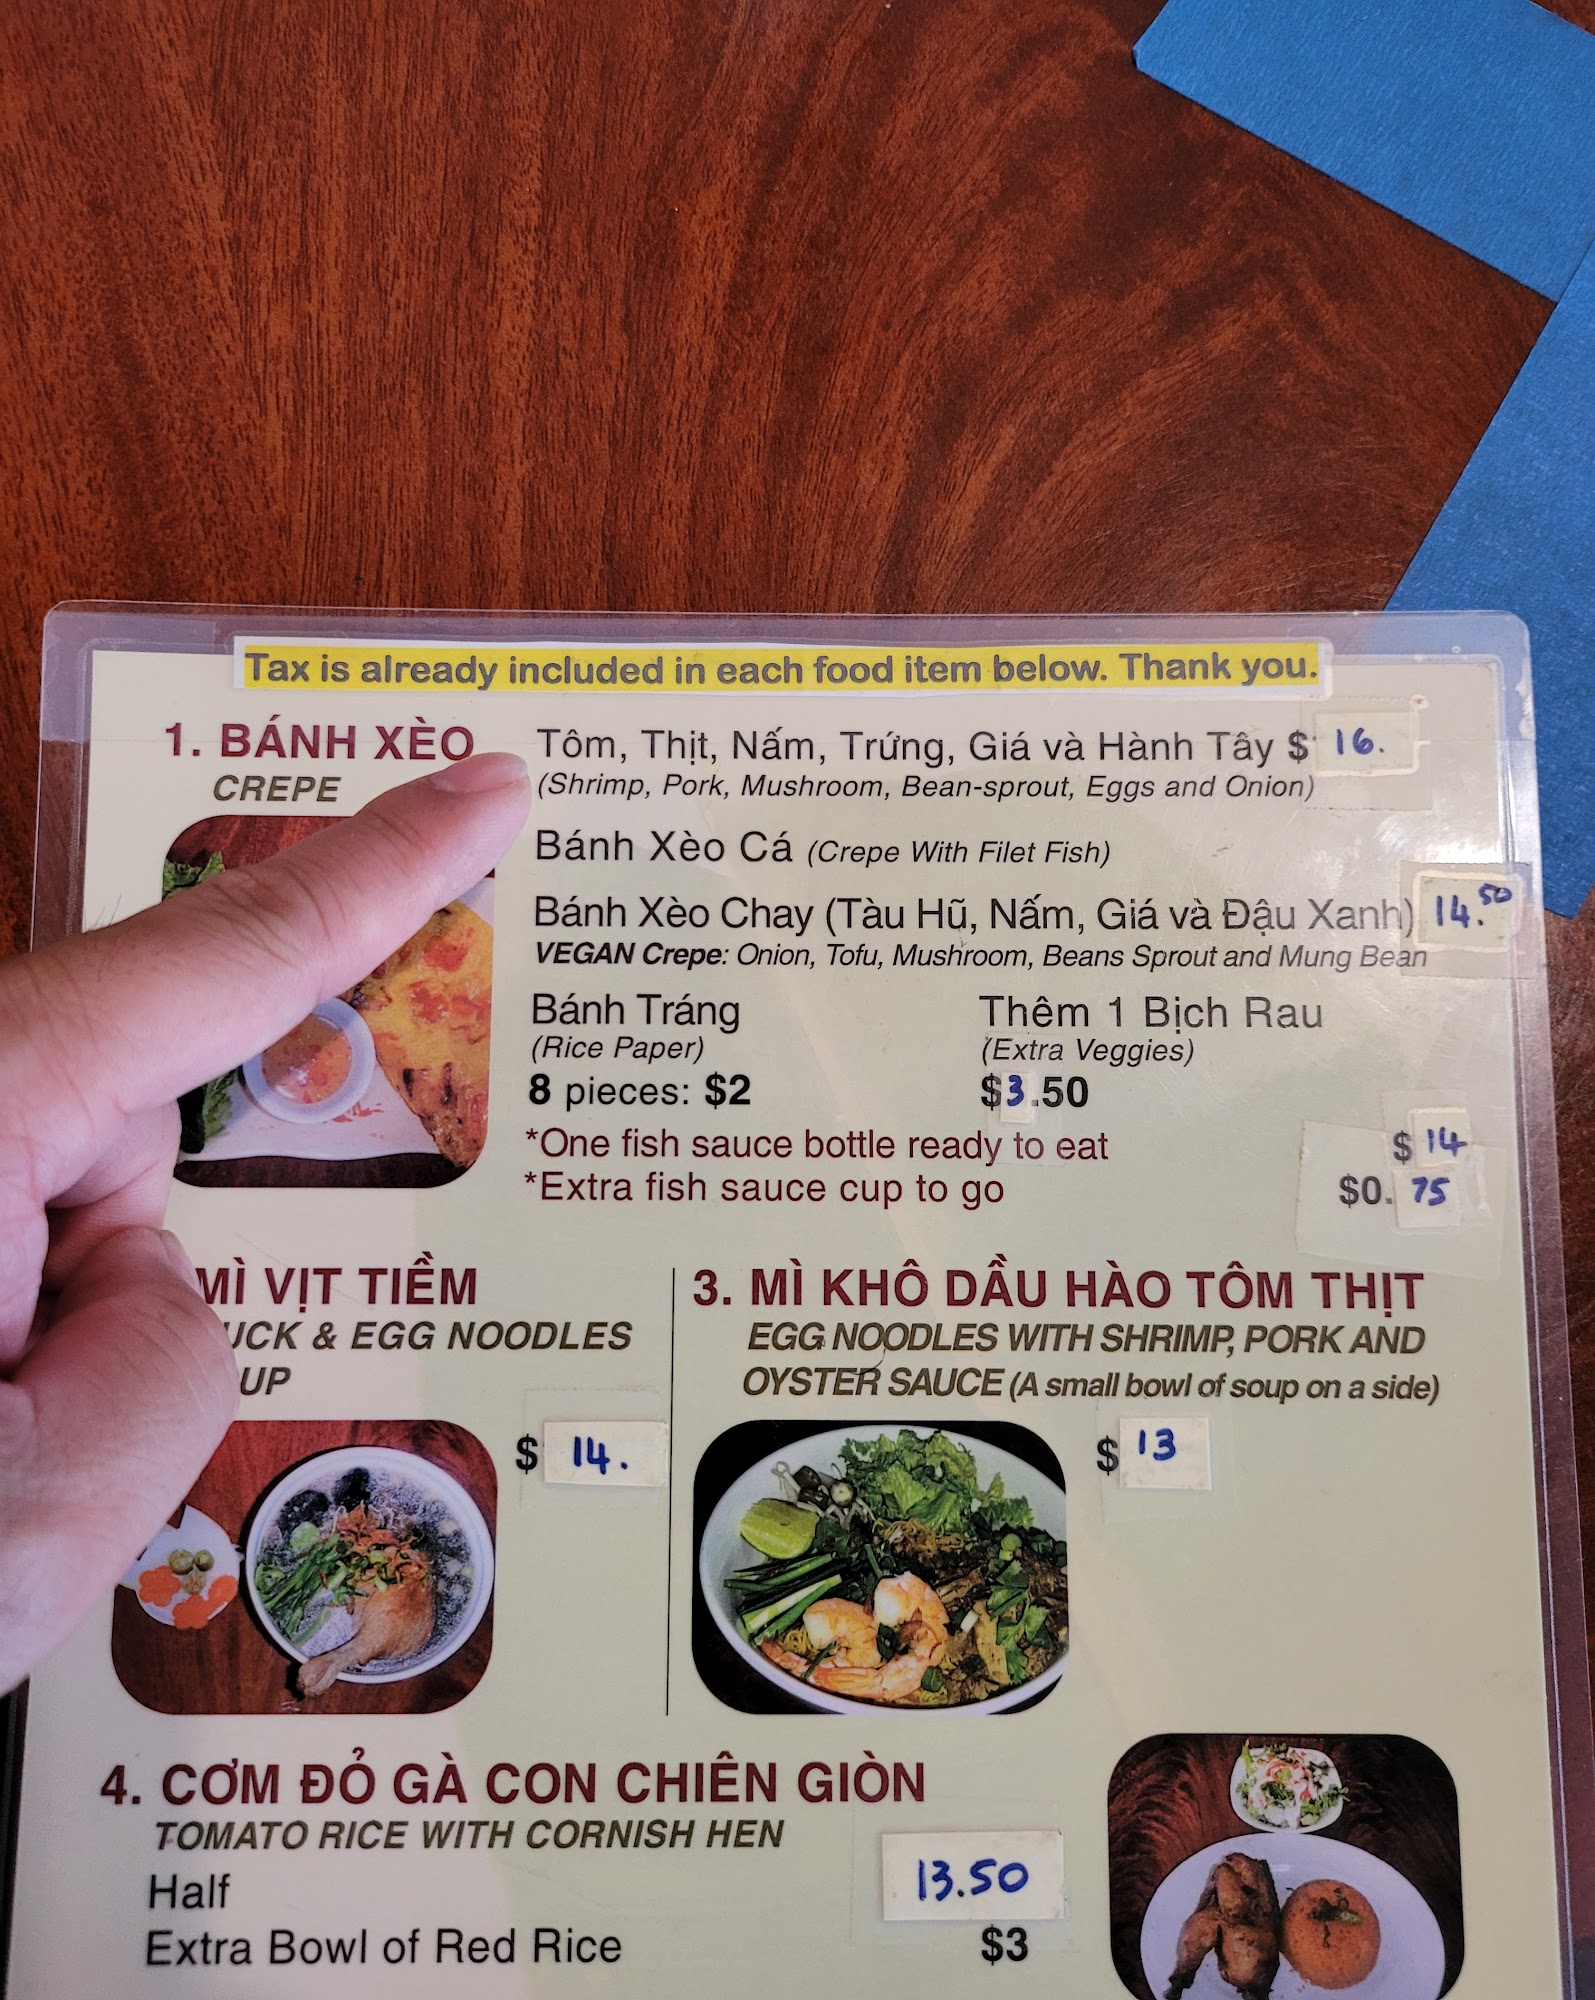 Tax is already included in each food item below. Thank you.
1. BÁNH XÈO
CREPE
Tôm, Thịt, Nấm, Trứng, Giá và Hành Tây $ 16.
(Shrimp, Pork, Mushroom, Bean-sprout, Eggs and Onion)
Bánh Xèo Cá (Crepe With Filet Fish)
Bánh Xèo Chay (Tàu Hũ, Nấm, Giá và Đậu Xanh) 14.50
VEGAN Crepe: Onion, Tofu, Mushroom, Beans Sprout and Mung Bean
Bánh Tráng
(Rice Paper)
8 pieces: $2
Thêm 1 Bịch Rau
(Extra Veggies)
$3.50
*One fish sauce bottle ready to eat $ 14
*Extra fish sauce cup to go $0.75
MÌ VỊT TIỀM
UCK & EGG NOODLES
UP
$ 14.
3. MÌ KHÔ DẦU HÀO TÔM THỊT
EGG NOODLES WITH SHRIMP, PORK AND
OYSTER SAUCE (A small bowl of soup on a side)
$ 13
4. CƠM ĐỎ GÀ CON CHIÊN GIÒN
TOMATO RICE WITH CORNISH HEN
Half 13.50
Extra Bowl of Red Rice $3